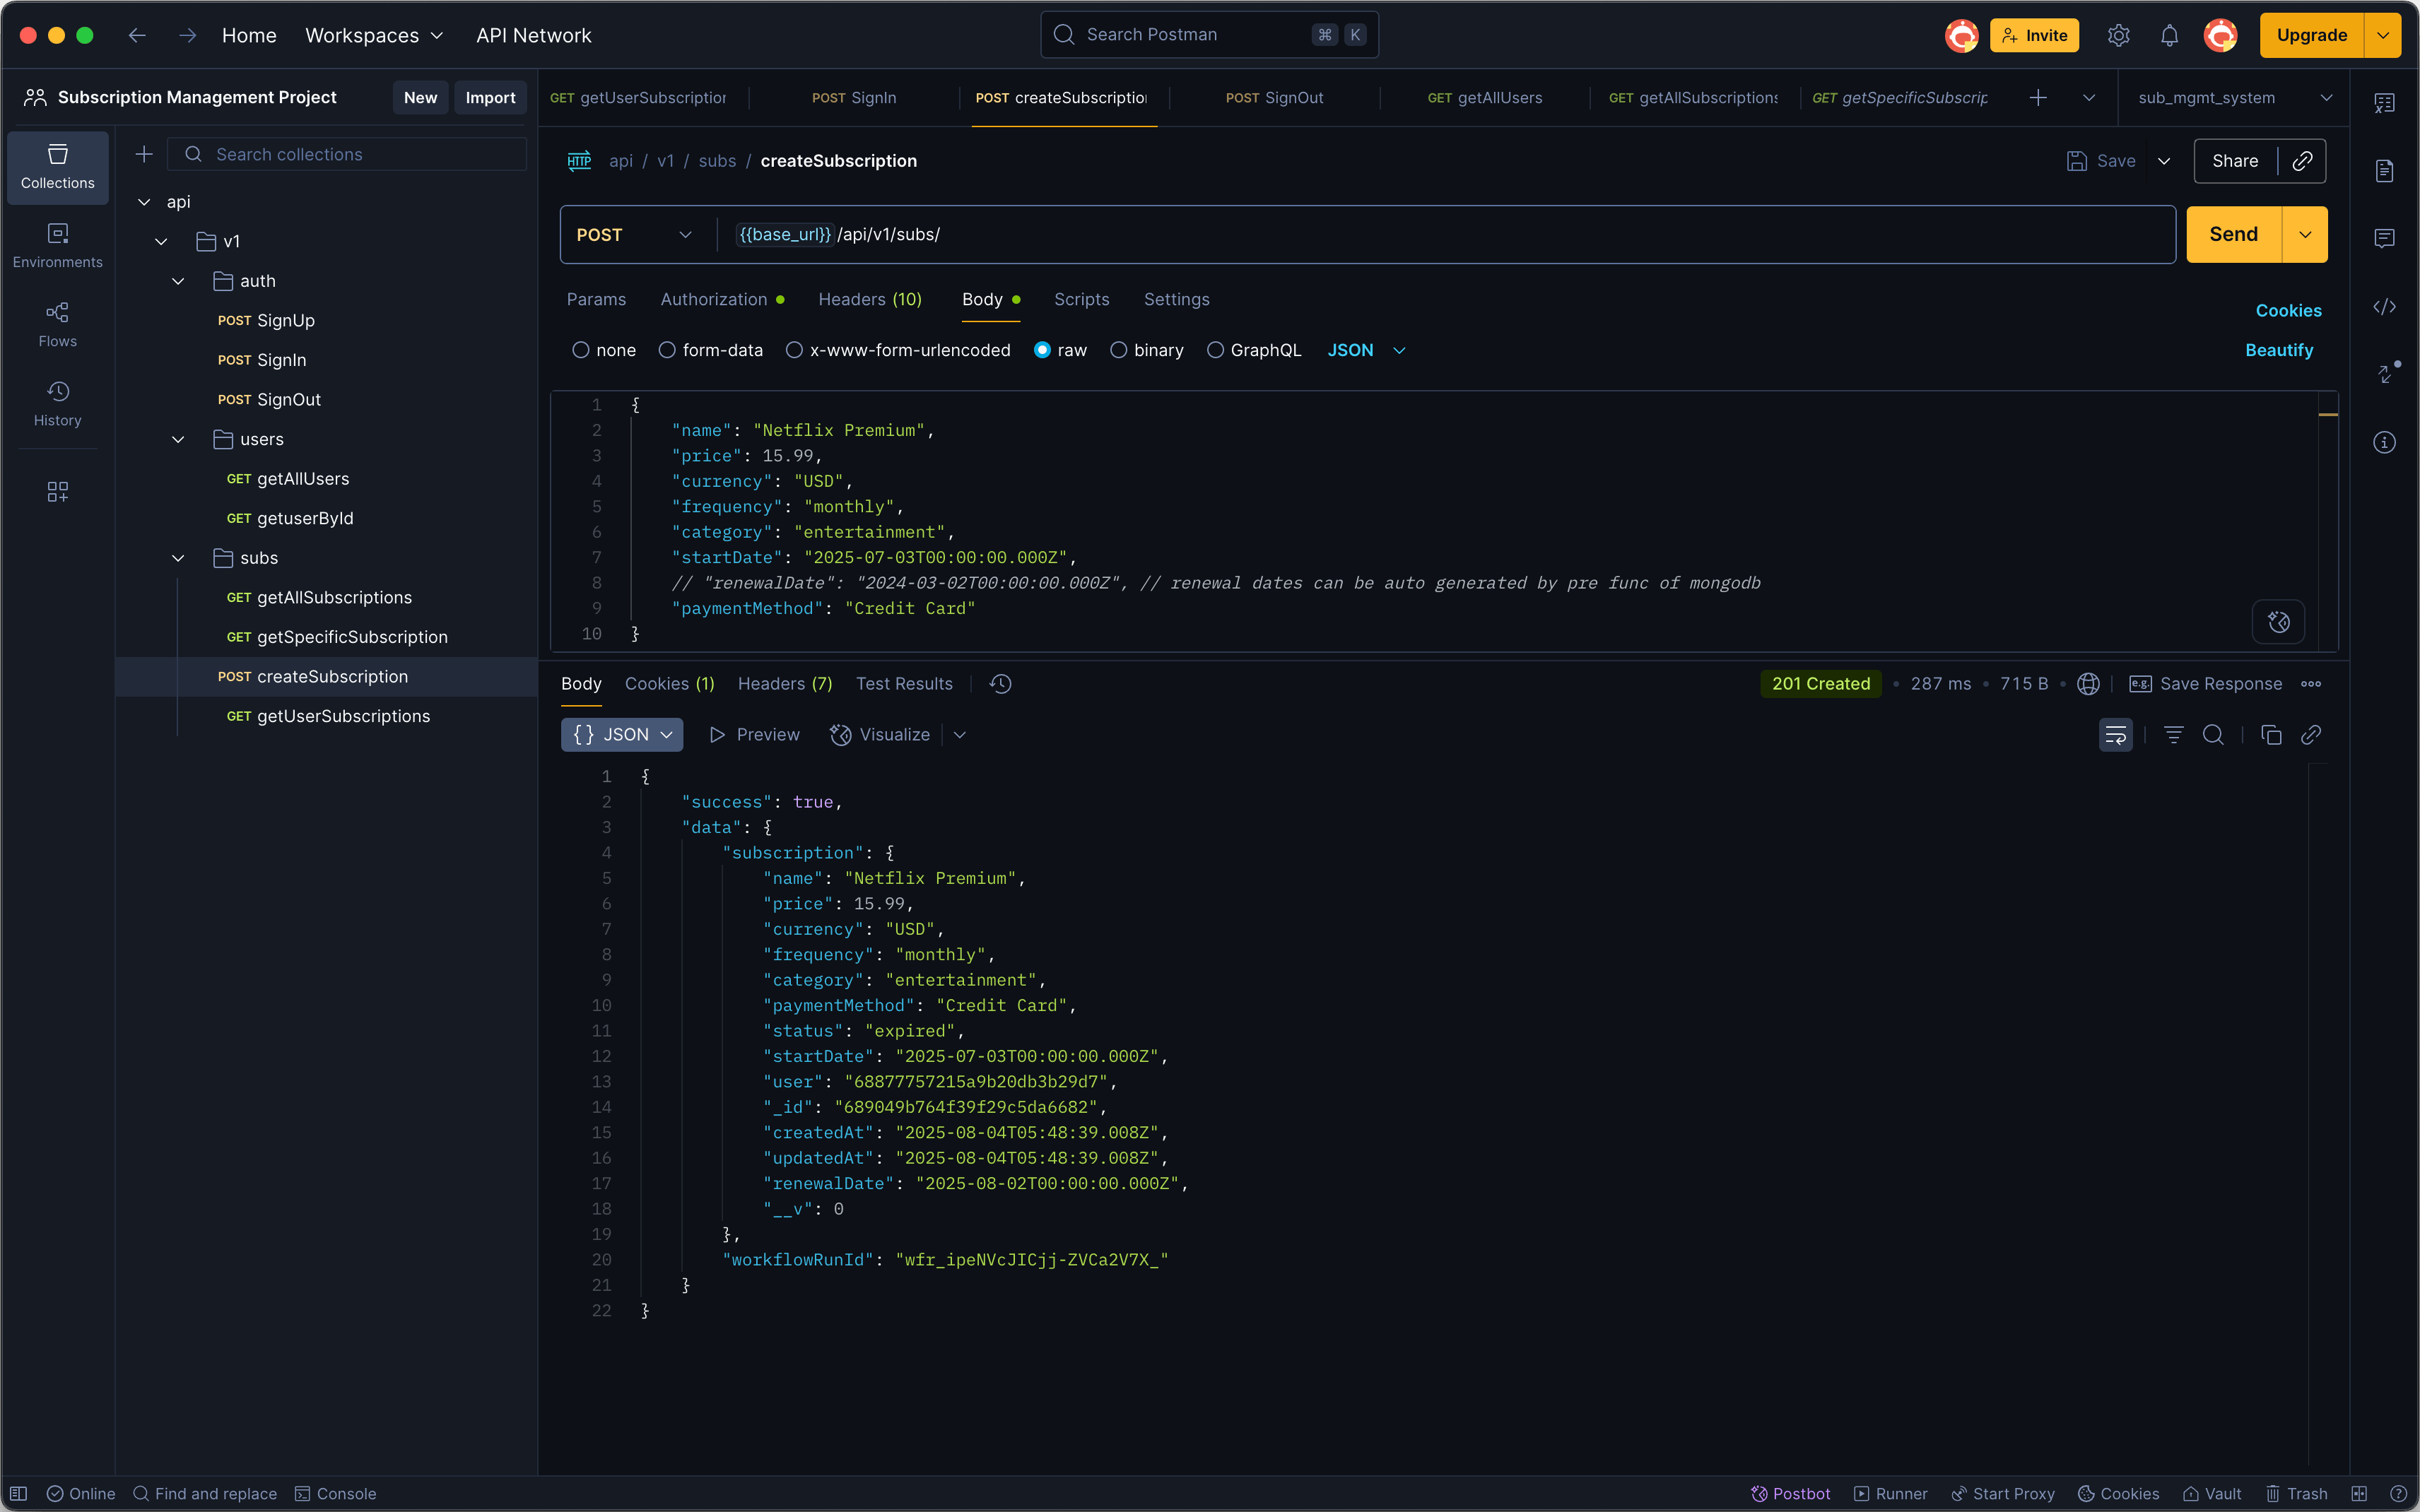 Home Workspaces API Network Search Postman ⌘ K Invite Upgrade
Subscription Management Project New Import
GET getUserSubscription POST SignIn POST createSubscription POST SignOut GET getAllUsers GET getAllSubscriptions GET getSpecificSubscrip sub_mgmt_system
Collections
Environments
Flows
History
Search collections
api
v1
auth
POST SignUp
POST SignIn
POST SignOut
users
GET getAllUsers
GET getuserById
subs
GET getAllSubscriptions
GET getSpecificSubscription
POST createSubscription
GET getUserSubscriptions
HTTP api / v1 / subs / createSubscription Save Share
POST {{base_url}}/api/v1/subs/ Send
Params Authorization Headers (10) Body Scripts Settings Cookies
none form-data x-www-form-urlencoded raw binary GraphQL JSON Beautify
1 {
2 "name": "Netflix Premium",
3 "price": 15.99,
4 "currency": "USD",
5 "frequency": "monthly",
6 "category": "entertainment",
7 "startDate": "2025-07-03T00:00:00.000Z",
8 // "renewalDate": "2024-03-02T00:00:00.000Z", // renewal dates can be auto generated by pre func of mongodb
9 "paymentMethod": "Credit Card"
10 }
Body Cookies (1) Headers (7) Test Results 201 Created • 287 ms • 715 B • e.g. Save Response
{} JSON Preview Visualize
1 {
2 "success": true,
3 "data": {
4 "subscription": {
5 "name": "Netflix Premium",
6 "price": 15.99,
7 "currency": "USD",
8 "frequency": "monthly",
9 "category": "entertainment",
10 "paymentMethod": "Credit Card",
11 "status": "expired",
12 "startDate": "2025-07-03T00:00:00.000Z",
13 "user": "68877757215a9b20db3b29d7",
14 "_id": "689049b764f39f29c5da6682",
15 "createdAt": "2025-08-04T05:48:39.008Z",
16 "updatedAt": "2025-08-04T05:48:39.008Z",
17 "renewalDate": "2025-08-02T00:00:00.000Z",
18 "__v": 0
19 },
20 "workflowRunId": "wfr_ipeNVcJICjj-ZVCa2V7X_"
21 }
22 }
Online Find and replace Console Postbot Runner Start Proxy Cookies Vault Trash